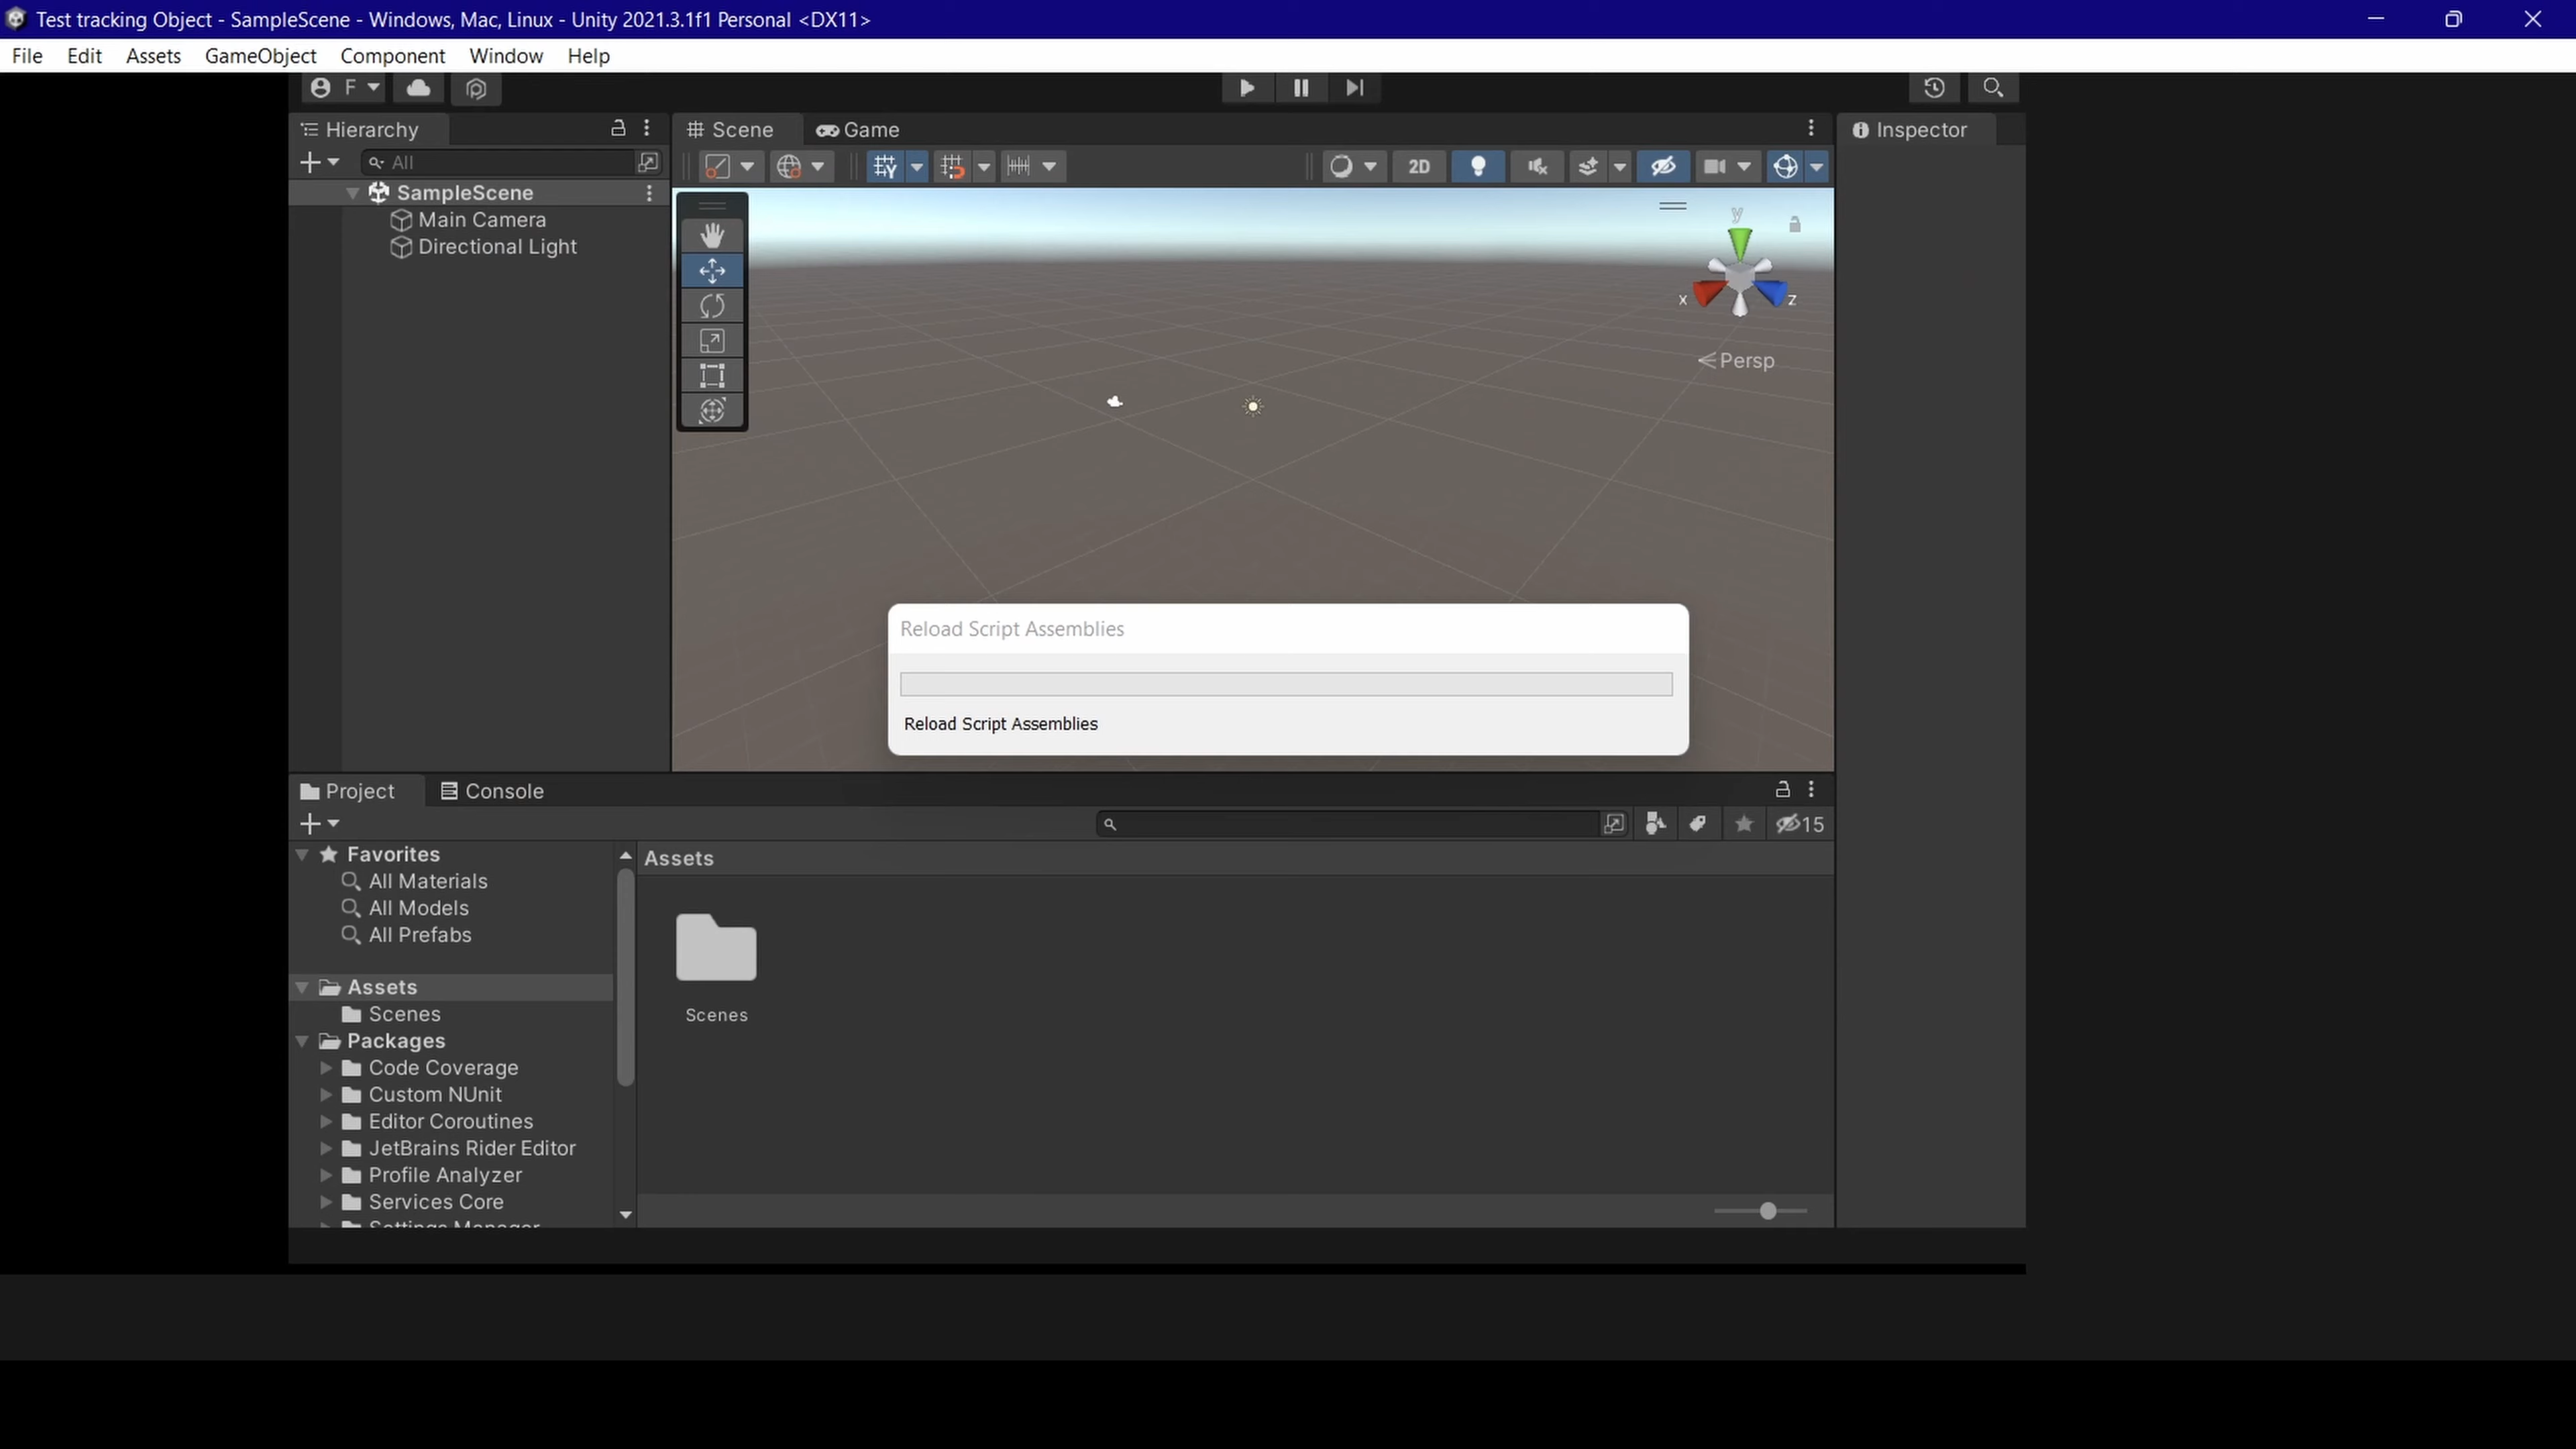 Test tracking Object - SampleScene - Windows, Mac, Linux - Unity 2021.3.1f1 Personal <DX11>
File Edit Assets GameObject Component Window Help
F
Hierarchy
Scene Game
Inspector
All
2D
SampleScene
Main Camera
Directional Light
y
x
z
Persp
Reload Script Assemblies
Reload Script Assemblies
Project Console
15
Favorites
All Materials
All Models
All Prefabs
Assets
Scenes
Packages
Code Coverage
Custom NUnit
Editor Coroutines
JetBrains Rider Editor
Profile Analyzer
Services Core
Settings Manager
Assets
Scenes